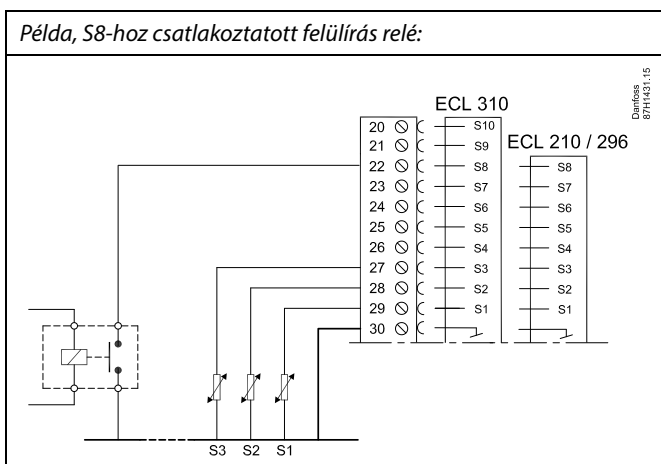 Példa, S8-hoz csatlakoztatott felülírás relé:
Danfoss
87H1431.15
ECL 310
ECL 210 / 296
20 S10
21 S9
22 S8 S8
23 S7 S7
24 S6 S6
25 S5 S5
26 S4 S4
27 S3 S3
28 S2 S2
29 S1 S1
30
S3 S2 S1